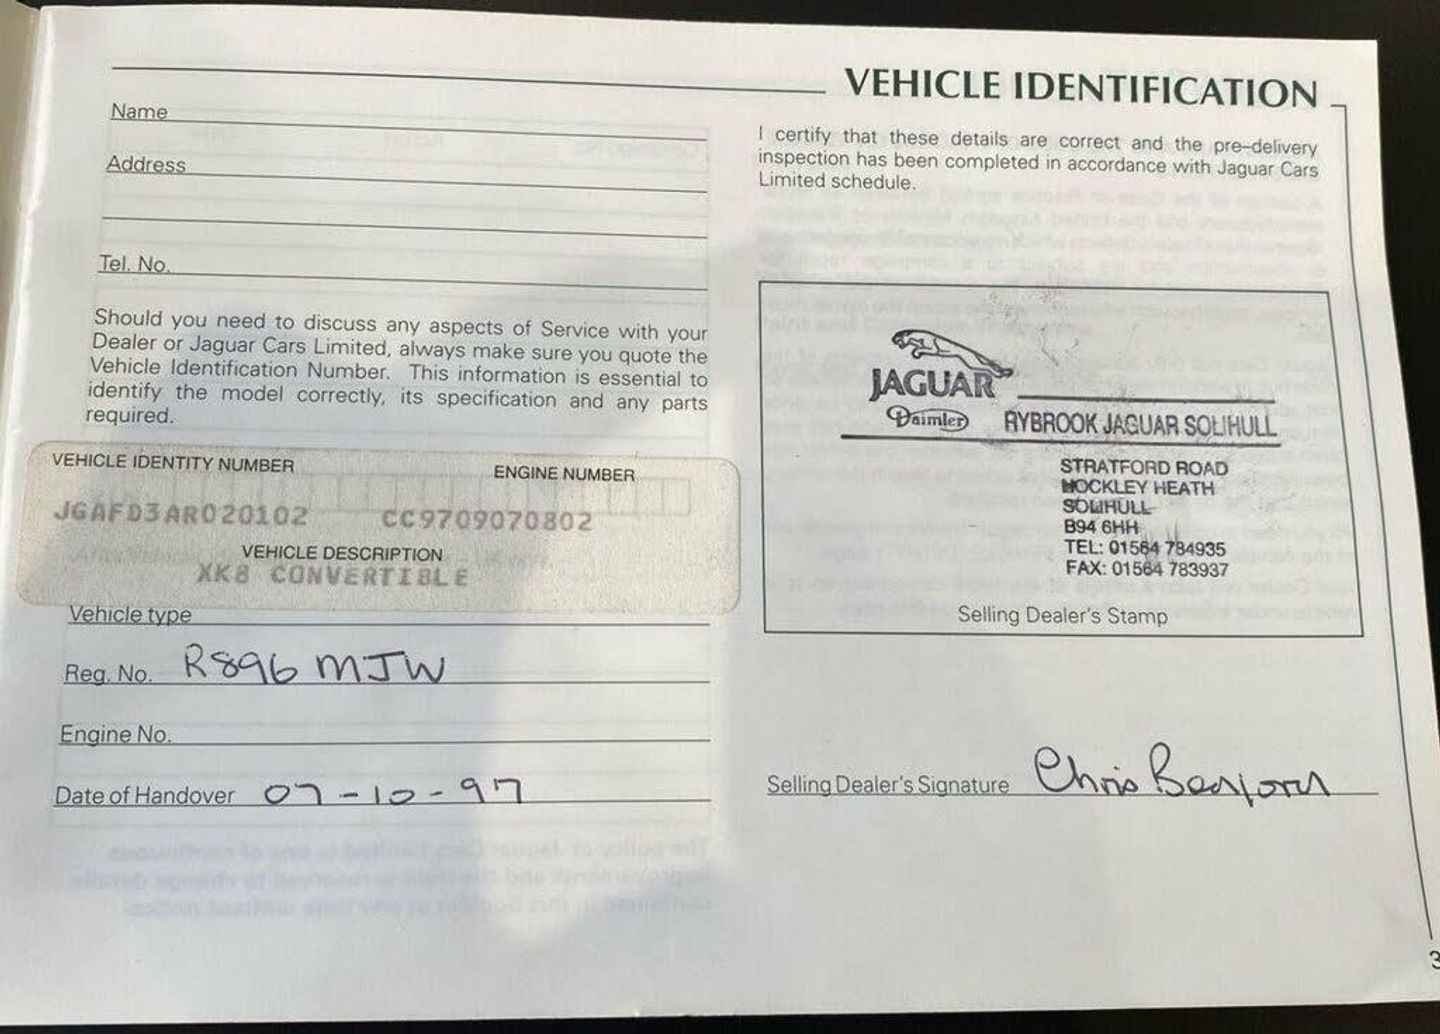 VEHICLE IDENTIFICATION
Name
Address
Tel. No.
Should you need to discuss any aspects of Service with your
Dealer or Jaguar Cars Limited, always make sure you quote the
Vehicle Identification Number. This information is essential to
identify the model correctly, its specification and any parts
required.
VEHICLE IDENTITY NUMBER ENGINE NUMBER
JGAFD3AR020102 CC9709070802
VEHICLE DESCRIPTION
XK8 CONVERTIBLE
Vehicle type
Reg. No. R896 MJW
Engine No.
Date of Handover 07-10-97
I certify that these details are correct and the pre-delivery
inspection has been completed in accordance with Jaguar Cars
Limited schedule.
JAGUAR
Daimler RYBROOK JAGUAR SOLIHULL
STRATFORD ROAD
HOCKLEY HEATH
SOLIHULL
B94 6HH
TEL: 01564 784935
FAX: 01564 783937
Selling Dealer's Stamp
Selling Dealer's Signature Chris
3